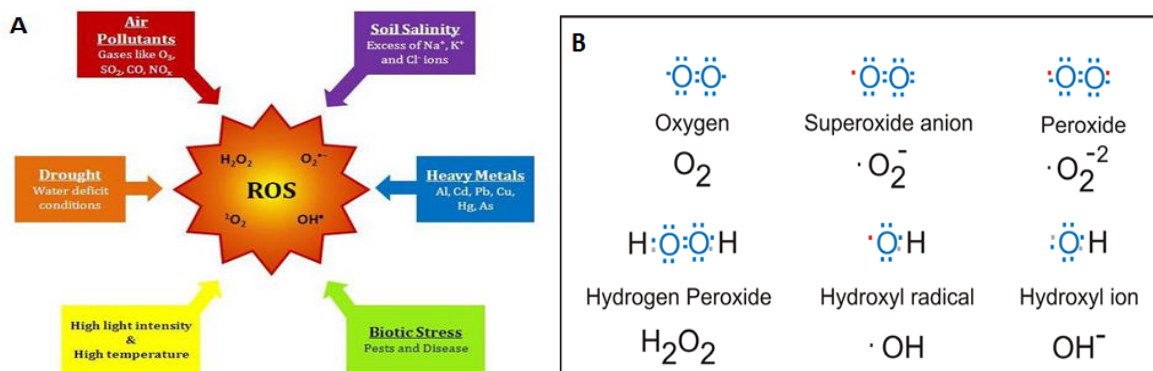 A
Air
Pollutants
Gases like O₃,
SO₂, CO, NOₓ
Soil Salinity
Excess of Na⁺, K⁺
and Cl⁻ ions
Drought
Water deficit
conditions
H₂O₂
O₂•⁻
ROS
¹O₂
OH•
Heavy Metals
Al, Cd, Pb, Cu,
Hg, As
High light intensity
&
High temperature
Biotic Stress
Pests and Disease
B
O:O
O:O
O:O
Oxygen
Superoxide anion
Peroxide
O₂
·O₂⁻
·O₂⁻²
H:O:O:H
·O:H
:O:H
Hydrogen Peroxide
Hydroxyl radical
Hydroxyl ion
H₂O₂
·OH
OH⁻